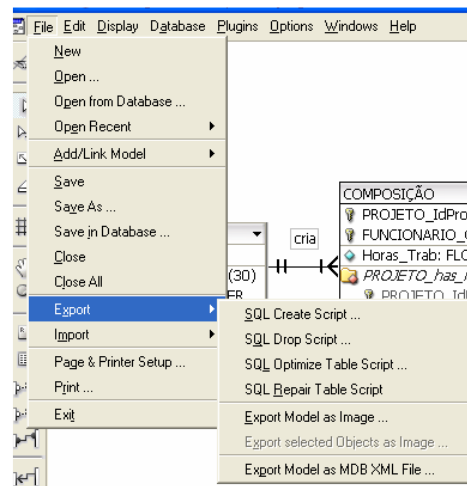 File Edit Display Database Plugins Options Windows Help
New
Open ...
Open from Database ...
Open Recent
Add/Link Model
Save
Save As ...
Save in Database ...
Close
Close All
Export
Import
Page & Printer Setup ...
Print ...
Exit
SQL Create Script ...
SQL Drop Script ...
SQL Optimize Table Script ...
SQL Repair Table Script
Export Model as Image ...
Export selected Objects as Image ...
Export Model as MDB XML File ...
cria
(30)
COMPOSIÇÃO
PROJETO_IdPro
FUNCIONARIO_
Horas_Trab: FLO
PROJETO_has_
PROJETO_Id